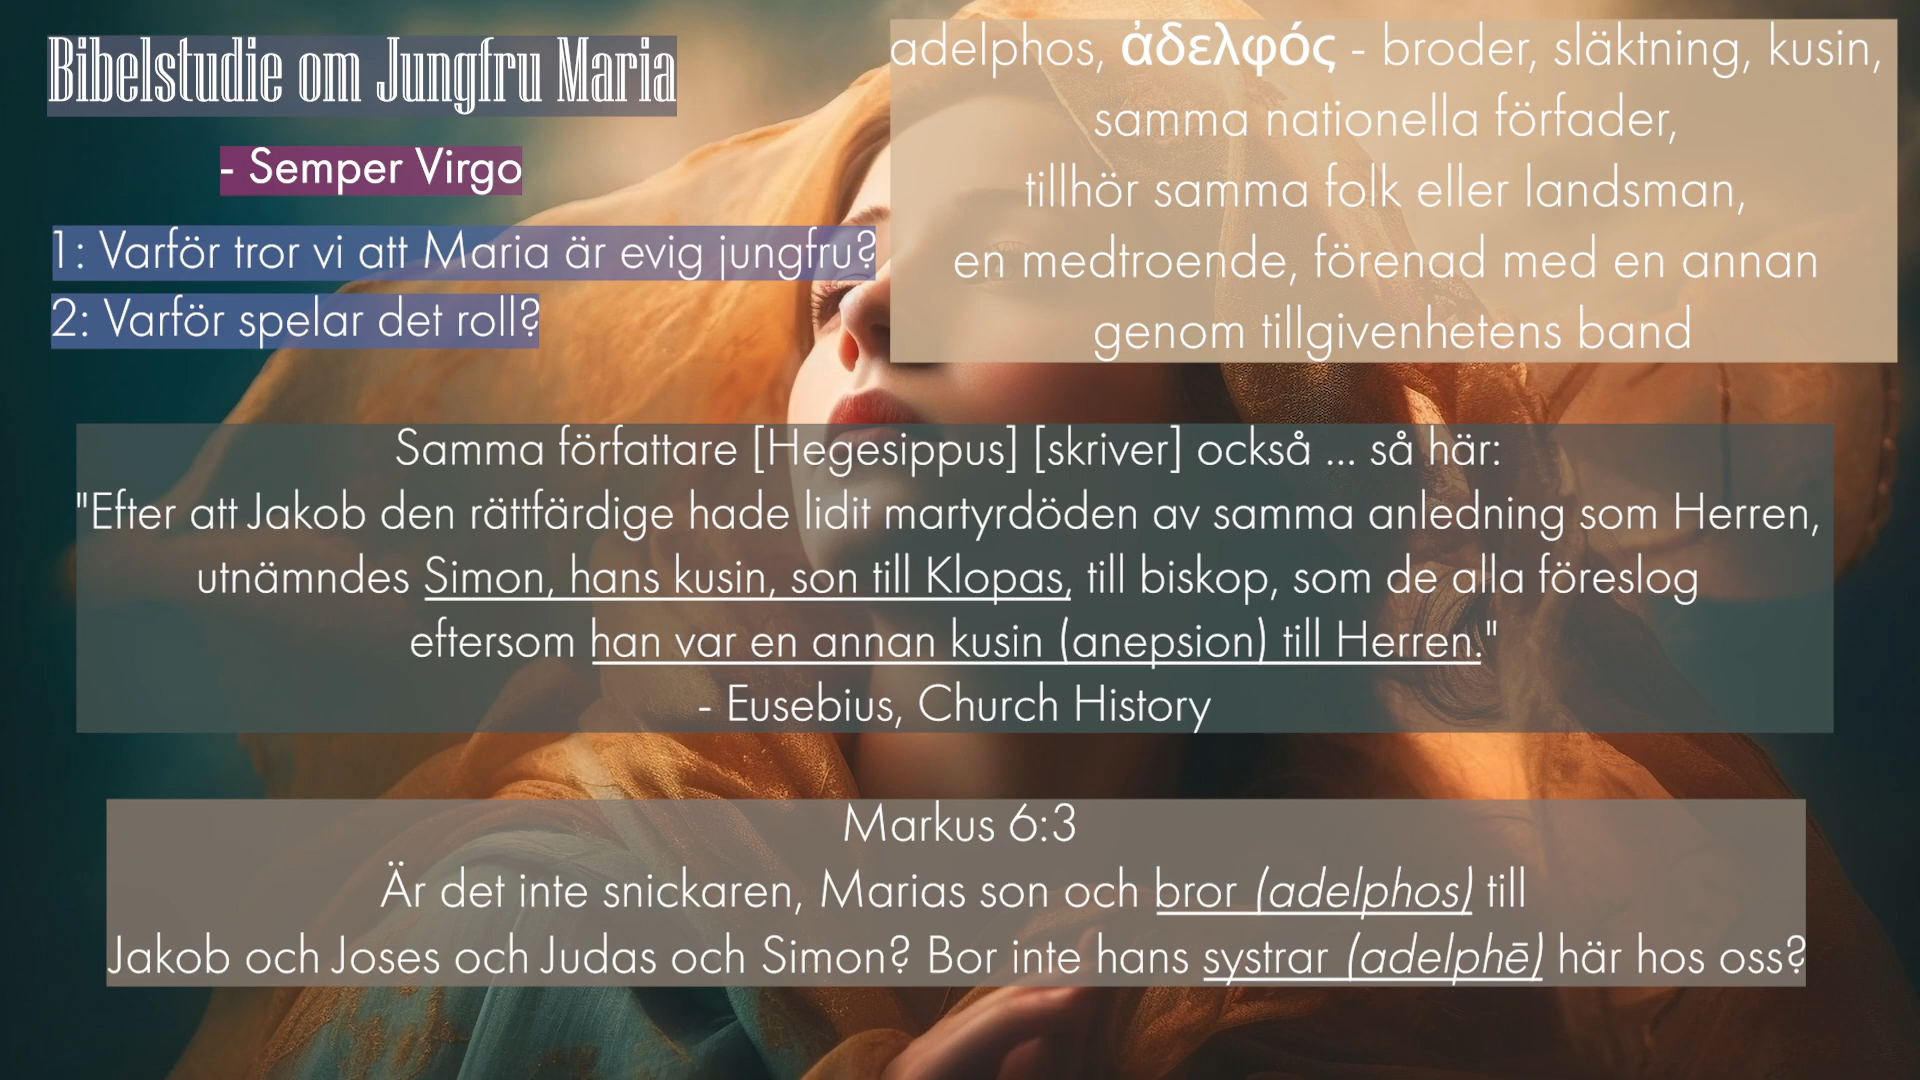 Bibelstudie om Jungfru Maria
- Semper Virgo
1: Varför tror vi att Maria är evig jungfru?
2: Varför spelar det roll?
adelphos, ἀδελφός - broder, släktning, kusin,
samma nationella förfader,
tillhör samma folk eller landsman,
en medtroende, förenad med en annan
genom tillgivenhetens band
Samma författare [Hegesippus] [skriver] också ... så här:
"Efter att Jakob den rättfärdige hade lidit martyrdöden av samma anledning som Herren,
utnämndes Simon, hans kusin, son till Klopas, till biskop, som de alla föreslog
eftersom han var en annan kusin (anepsion) till Herren."
- Eusebius, Church History
Markus 6:3
Är det inte snickaren, Marias son och bror (adelphos) till
Jakob och Joses och Judas och Simon? Bor inte hans systrar (adelphē) här hos oss?